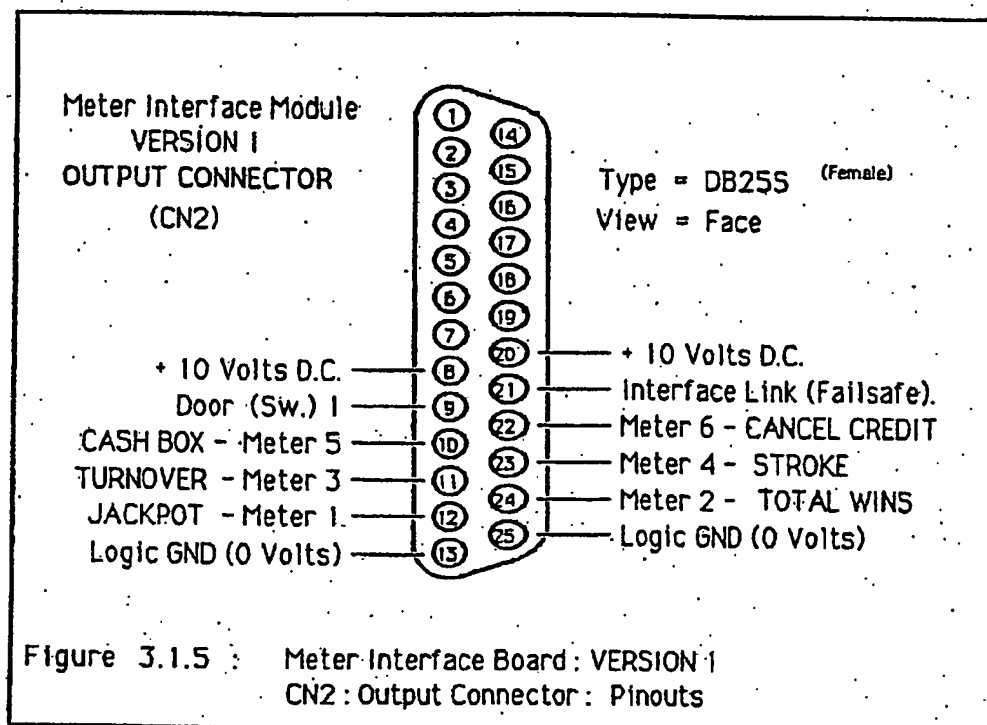 Meter Interface Module
VERSION 1
OUTPUT CONNECTOR
(CN2)
Type = DB25S (Female)
View = Face
1
2
3
4
5
6
7
8
9
10
11
12
13
14
15
16
17
18
19
20
21
22
23
24
25
+ 10 Volts D.C.
Door (Sw.) 1
CASH BOX - Meter 5
TURNOVER - Meter 3
JACKPOT - Meter 1
Logic GND (0 Volts)
+ 10 Volts D.C.
Interface Link (Failsafe).
Meter 6 - CANCEL CREDIT
Meter 4 - STROKE
Meter 2 - TOTAL WINS
Logic GND (0 Volts)
Figure 3.1.5 : Meter Interface Board : VERSION 1
CN2 : Output Connector : Pinouts